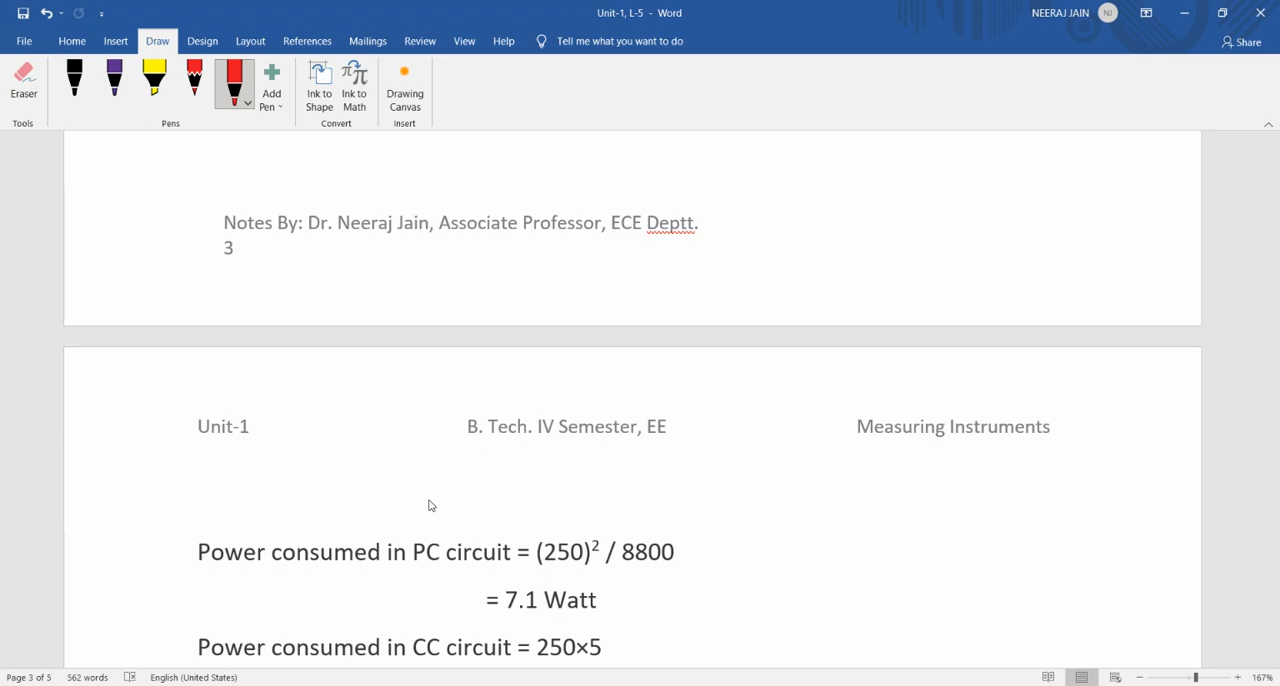 Unit-1, L-5 - Word
NEERAJ JAIN NJ
File Home Insert Draw Design Layout References Mailings Review View Help Tell me what you want to do Share
Eraser
Add Pen
Ink to Shape
Ink to Math
Drawing Canvas
Tools Pens Convert Insert
Notes By: Dr. Neeraj Jain, Associate Professor, ECE Deptt.
3
Unit-1 B. Tech. IV Semester, EE Measuring Instruments
Power consumed in PC circuit = (250)² / 8800
= 7.1 Watt
Power consumed in CC circuit = 250×5
Page 3 of 5 562 words English (United States) 167%